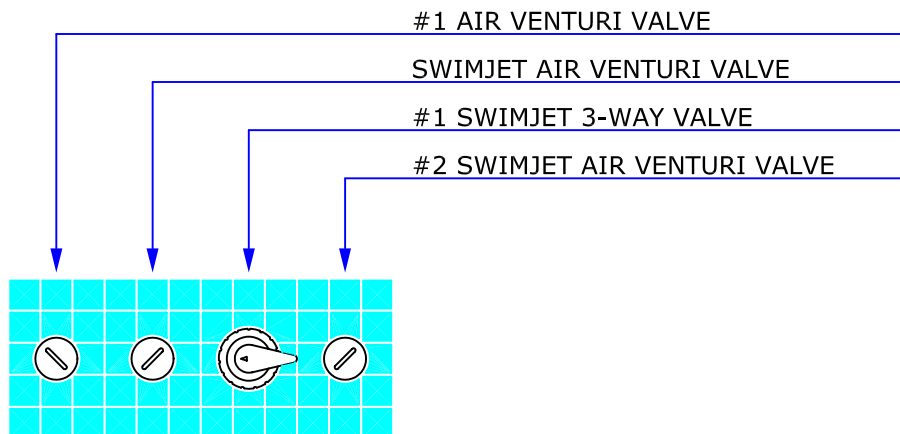 #1 AIR VENTURI VALVE
SWIMJET AIR VENTURI VALVE
#1 SWIMJET 3-WAY VALVE
#2 SWIMJET AIR VENTURI VALVE